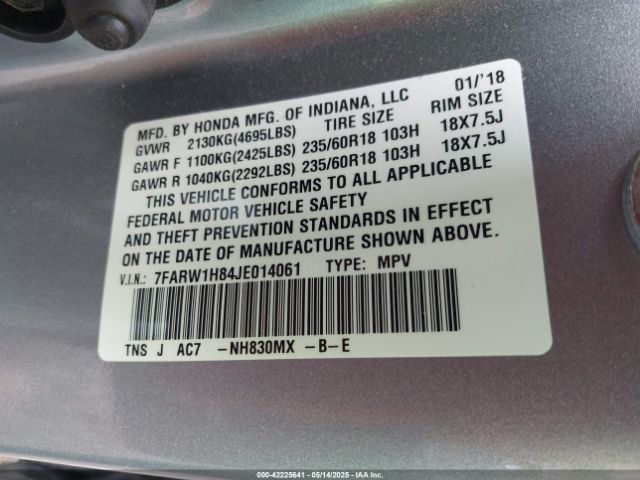 MFD. BY HONDA MFG. OF INDIANA, LLC 01/'18
GVWR 2130KG(4695LBS) TIRE SIZE RIM SIZE
GAWR F 1100KG(2425LBS) 235/60R18 103H 18X7.5J
GAWR R 1040KG(2292LBS) 235/60R18 103H 18X7.5J
THIS VEHICLE CONFORMS TO ALL APPLICABLE
FEDERAL MOTOR VEHICLE SAFETY
AND THEFT PREVENTION STANDARDS IN EFFECT
ON THE DATE OF MANUFACTURE SHOWN ABOVE.
V.I.N.: 7FARW1H84JE014061 TYPE: MPV
TNS J AC7 -NH830MX -B-E
000-42225641 - 05/14/2025 - IAA Inc.